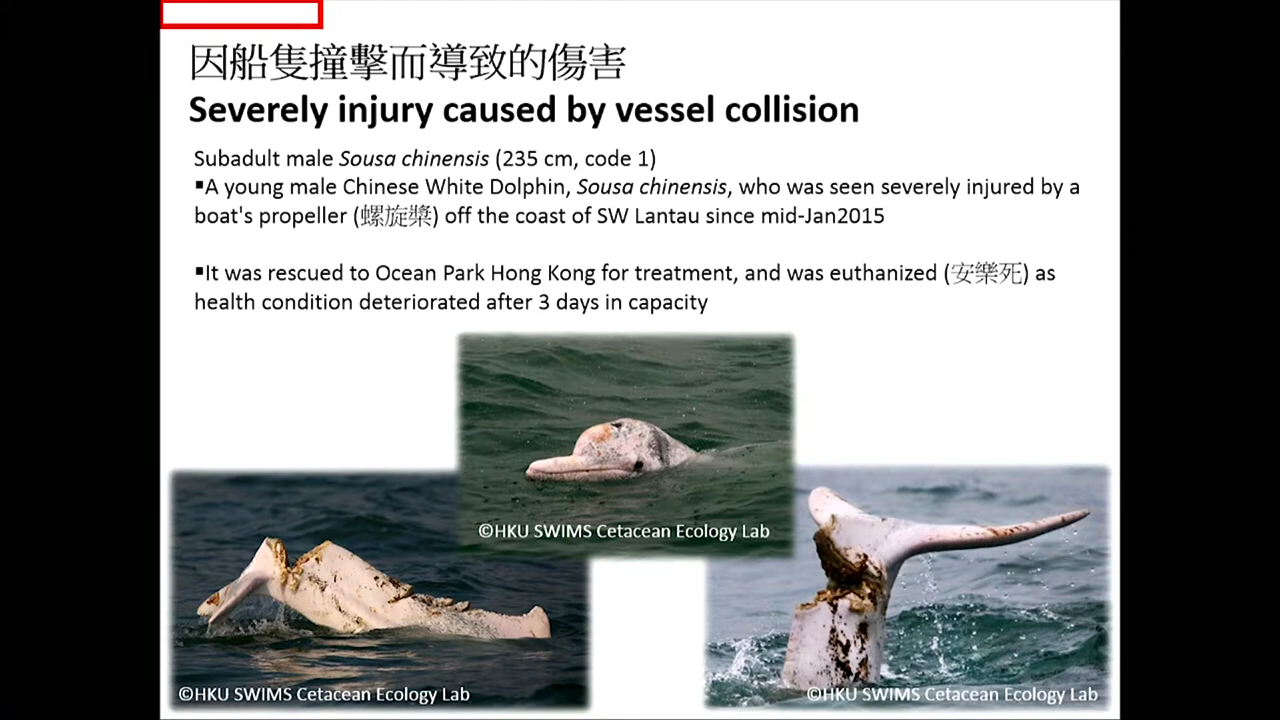 因船隻撞擊而導致的傷害
Severely injury caused by vessel collision
Subadult male Sousa chinensis (235 cm, code 1)
▪A young male Chinese White Dolphin, Sousa chinensis, who was seen severely injured by a
boat's propeller (螺旋槳) off the coast of SW Lantau since mid-Jan2015
▪It was rescued to Ocean Park Hong Kong for treatment, and was euthanized (安樂死) as
health condition deteriorated after 3 days in capacity
©HKU SWIMS Cetacean Ecology Lab
©HKU SWIMS Cetacean Ecology Lab
©HKU SWIMS Cetacean Ecology Lab